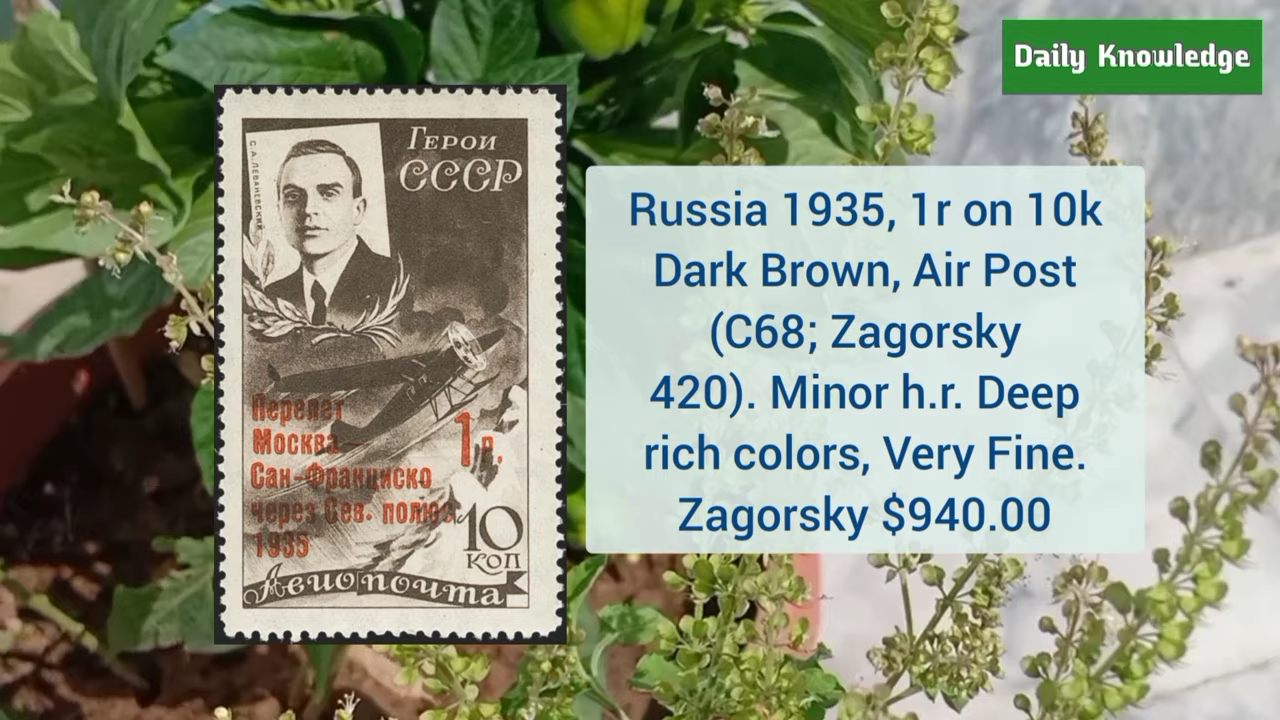 Daily Knowledge
С. А. ЛЕВАНЕВСКИЙ
ГЕРОИ
СССР
Перелет
Москва
Сан-Франциско
через Сев. полюс
1935
1р.
10
КОП
Авиопочта
Russia 1935, 1r on 10k
Dark Brown, Air Post
(C68; Zagorsky
420). Minor h.r. Deep
rich colors, Very Fine.
Zagorsky $940.00